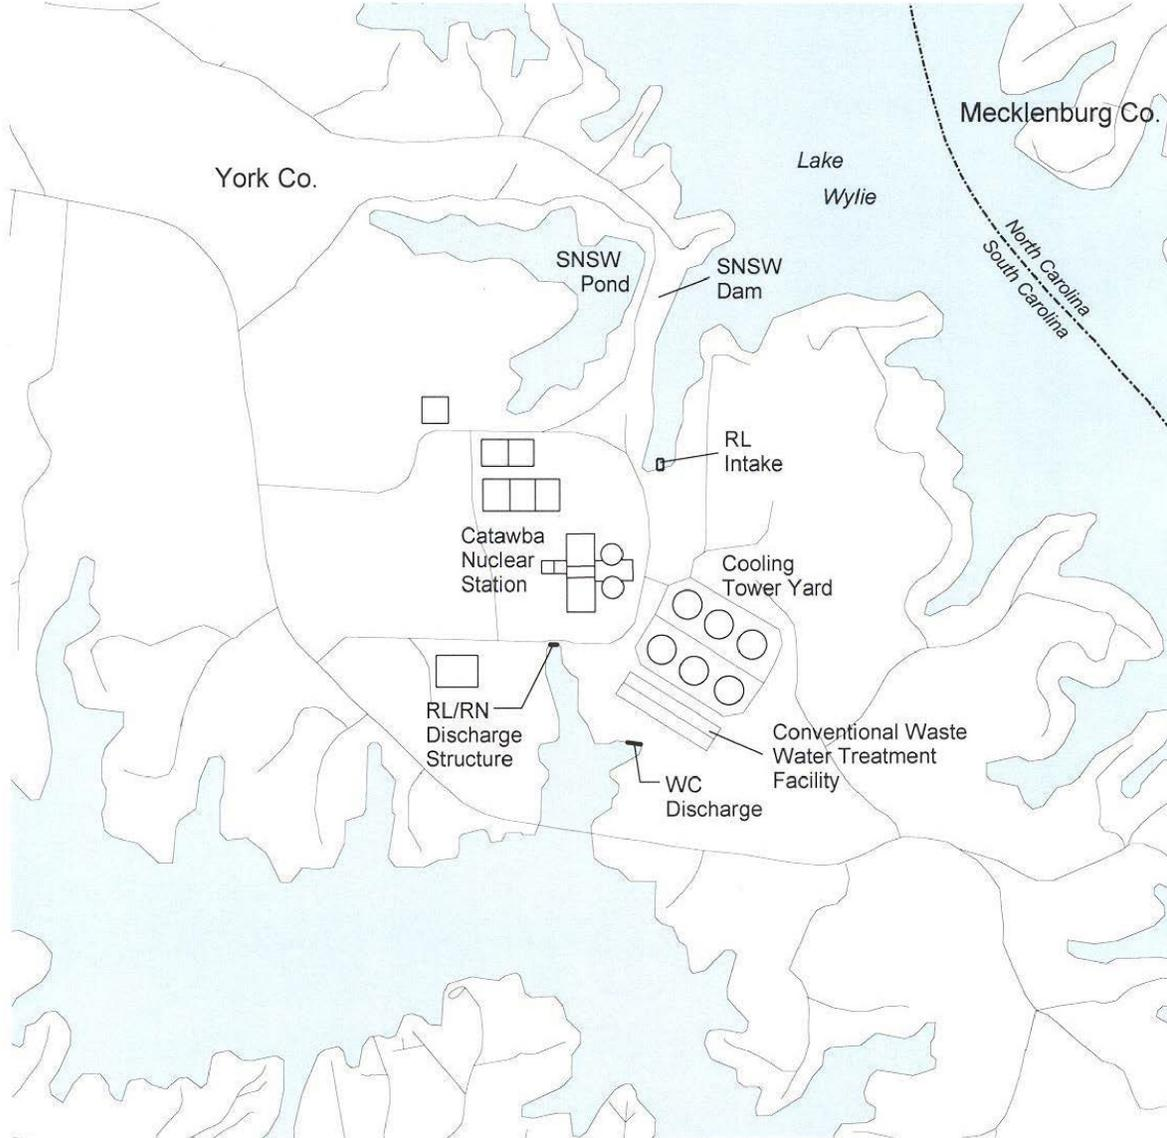 Mecklenburg Co.
Lake
Wylie
York Co.
North Carolina
South Carolina
SNSW
Pond
SNSW
Dam
RL
Intake
Catawba
Nuclear
Station
Cooling
Tower Yard
RL/RN
Discharge
Structure
Conventional Waste
Water Treatment
Facility
WC
Discharge